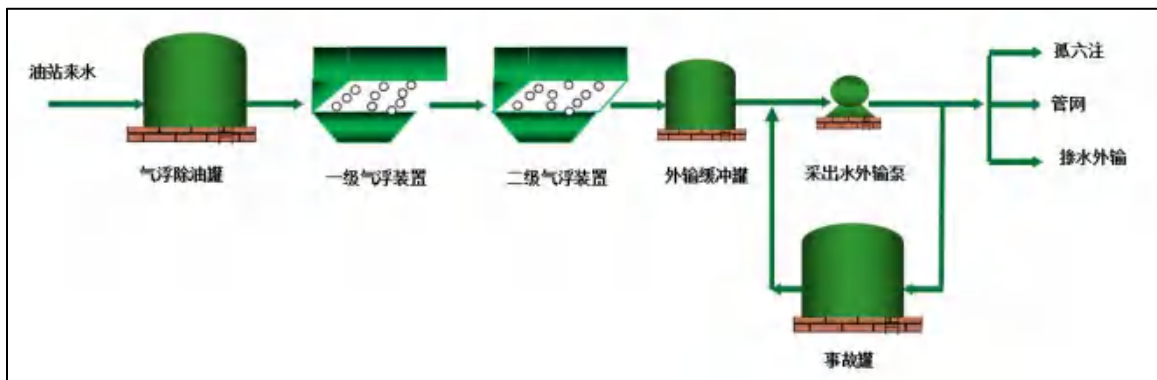 油站来水
气浮除油罐
一级气浮装置
二级气浮装置
外输缓冲罐
采出水外输泵
孤六注
管网
掺水外输
事故罐